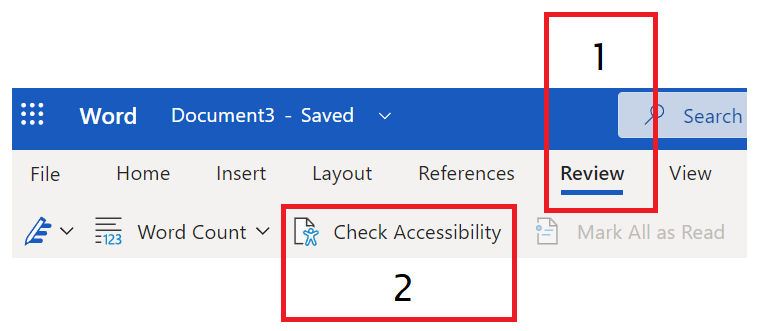 1
Word Document3 - Saved Search
File Home Insert Layout References Review View
123 Word Count Check Accessibility Mark All as Read
2